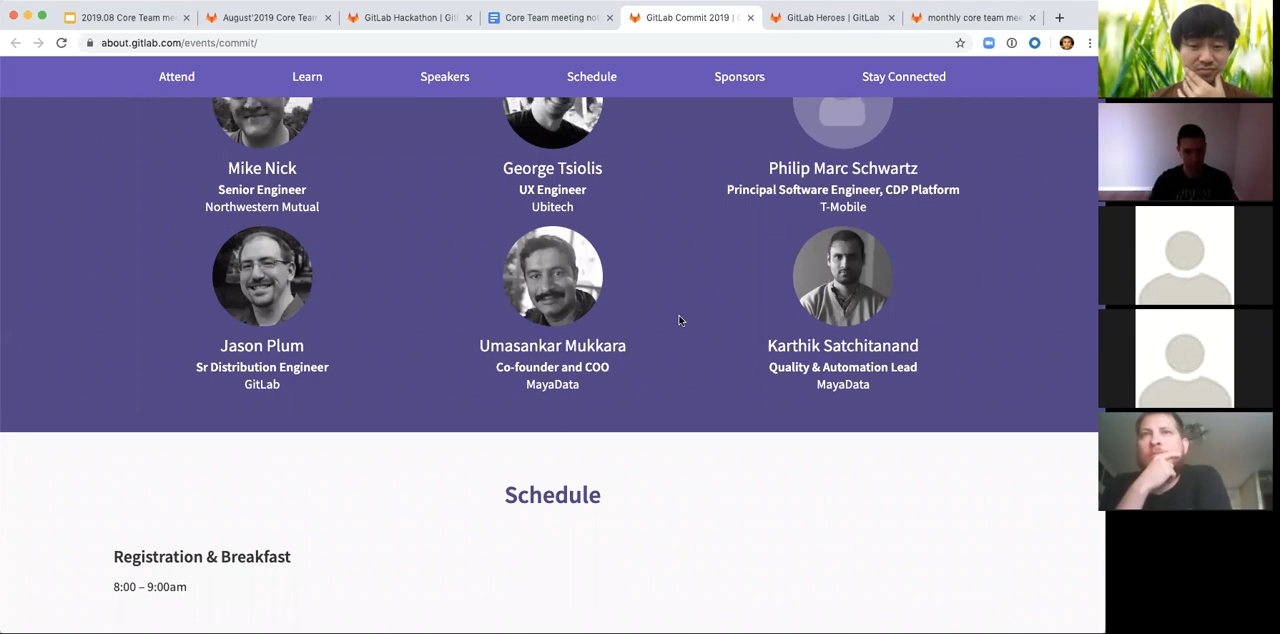 2019.08 Core Team me
August'2019 Core Team
GitLab Hackathon | Git
Core Team meeting no
GitLab Commit 2019 |
GitLab Heroes | GitLab
monthly core team mee
about.gitlab.com/events/commit/
Attend
Learn
Speakers
Schedule
Sponsors
Stay Connected
Mike Nick
Senior Engineer
Northwestern Mutual
George Tsiolis
UX Engineer
Ubitech
Philip Marc Schwartz
Principal Software Engineer, CDP Platform
T-Mobile
Jason Plum
Sr Distribution Engineer
GitLab
Umasankar Mukkara
Co-founder and COO
MayaData
Karthik Satchitanand
Quality & Automation Lead
MayaData
Schedule
Registration & Breakfast
8:00 – 9:00am